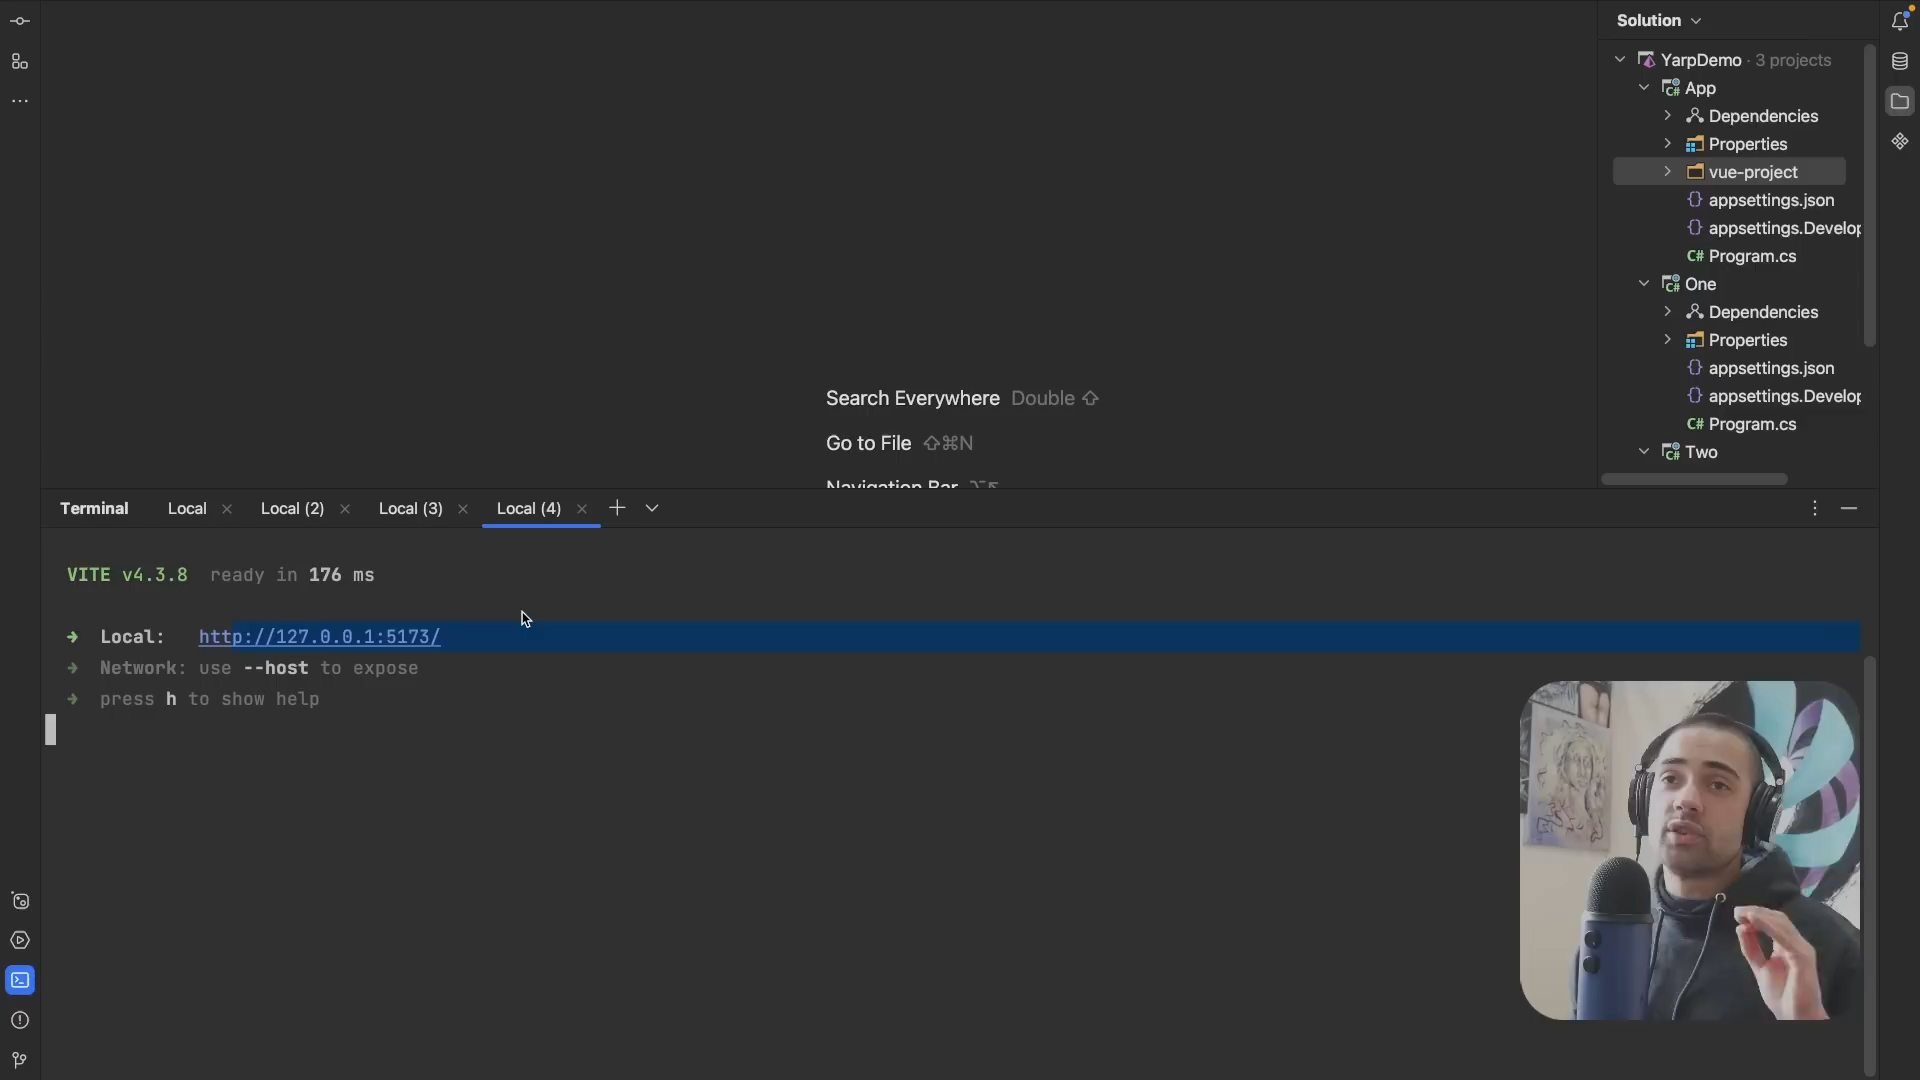 Solution
YarpDemo · 3 projects
App
Dependencies
Properties
vue-project
appsettings.json
appsettings.Develop
C# Program.cs
One
Dependencies
Properties
appsettings.json
appsettings.Develop
C# Program.cs
Two
Search Everywhere Double ⇧
Go to File ⇧⌘N
Navigation Bar ⌥↖
Terminal Local Local (2) Local (3) Local (4)
VITE v4.3.8 ready in 176 ms
➜ Local: http://127.0.0.1:5173/
➜ Network: use --host to expose
➜ press h to show help